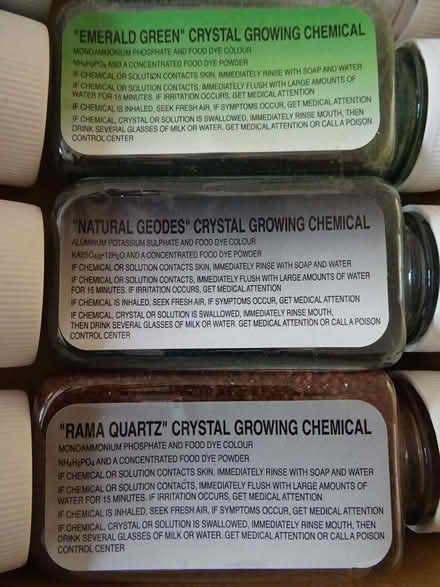 "EMERALD GREEN" CRYSTAL GROWING CHEMICAL
MONOAMMONIUM PHOSPHATE AND FOOD DYE COLOUR
NH₄H₂PO₄ AND A CONCENTRATED FOOD DYE POWDER
IF CHEMICAL OR SOLUTION CONTACTS SKIN, IMMEDIATELY RINSE WITH SOAP AND WATER
IF CHEMICAL OR SOLUTION CONTACTS, IMMEDIATELY FLUSH WITH LARGE AMOUNTS OF
WATER FOR 15 MINUTES. IF IRRITATION OCCURS, GET MEDICAL ATTENTION
IF CHEMICAL IS INHALED, SEEK FRESH AIR, IF SYMPTOMS OCCUR, GET MEDICAL ATTENTION
IF CHEMICAL, CRYSTAL OR SOLUTION IS SWALLOWED, IMMEDIATELY RINSE MOUTH, THEN
DRINK SEVERAL GLASSES OF MILK OR WATER. GET MEDICAL ATTENTION OR CALL A POISON
CONTROL CENTER
"NATURAL GEODES" CRYSTAL GROWING CHEMICAL
ALUMINUM POTASSIUM SULPHATE AND FOOD DYE COLOUR
KAl(SO₄)₂•12H₂O AND A CONCENTRATED FOOD DYE POWDER
IF CHEMICAL OR SOLUTION CONTACTS SKIN, IMMEDIATELY RINSE WITH SOAP AND WATER
IF CHEMICAL OR SOLUTION CONTACTS, IMMEDIATELY FLUSH WITH LARGE AMOUNTS OF WATER
FOR 15 MINUTES. IF IRRITATION OCCURS, GET MEDICAL ATTENTION
IF CHEMICAL IS INHALED, SEEK FRESH AIR, IF SYMPTOMS OCCUR, GET MEDICAL ATTENTION
IF CHEMICAL, CRYSTAL OR SOLUTION IS SWALLOWED, IMMEDIATELY RINSE MOUTH,
THEN DRINK SEVERAL GLASSES OF MILK OR WATER. GET MEDICAL ATTENTION OR CALL A POISON
CONTROL CENTER
"RAMA QUARTZ" CRYSTAL GROWING CHEMICAL
MONOAMMONIUM PHOSPHATE AND FOOD DYE COLOUR
NH₄H₂PO₄ AND A CONCENTRATED FOOD DYE POWDER
IF CHEMICAL OR SOLUTION CONTACTS SKIN, IMMEDIATELY RINSE WITH SOAP AND WATER
IF CHEMICAL OR SOLUTION CONTACTS, IMMEDIATELY FLUSH WITH LARGE AMOUNTS OF
WATER FOR 15 MINUTES. IF IRRITATION OCCURS, GET MEDICAL ATTENTION
IF CHEMICAL IS INHALED, SEEK FRESH AIR, IF SYMPTOMS OCCUR, GET MEDICAL ATTENTION
IF CHEMICAL, CRYSTAL OR SOLUTION IS SWALLOWED, IMMEDIATELY RINSE MOUTH, THEN
DRINK SEVERAL GLASSES OF MILK OR WATER. GET MEDICAL ATTENTION OR CALL A POISON
CONTROL CENTER